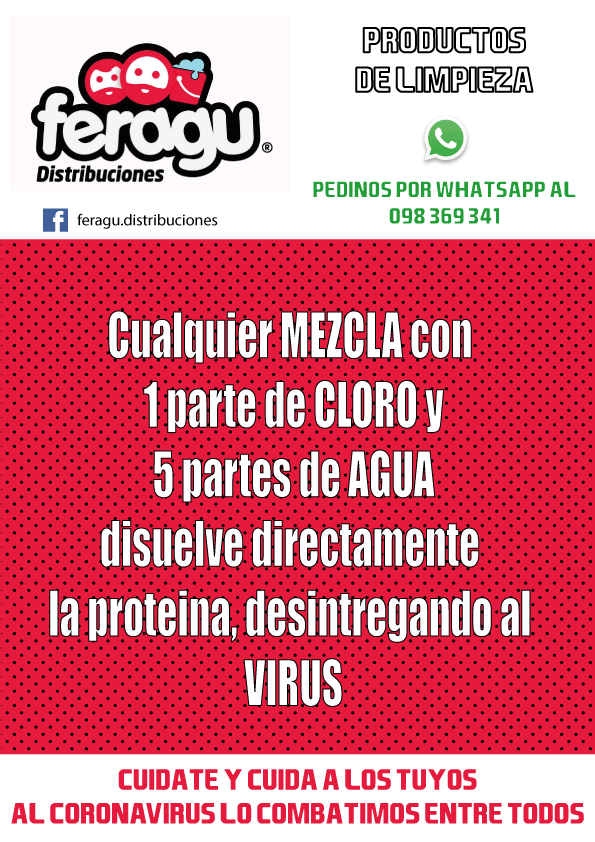 feragu®
Distribuciones
feragu.distribuciones
PRODUCTOS
DE LIMPIEZA
PEDINOS POR WHATSAPP AL
098 369 341
Cualquier MEZCLA con
1 parte de CLORO y
5 partes de AGUA
disuelve directamente
la proteina, desintregando al
VIRUS
CUIDATE Y CUIDA A LOS TUYOS
AL CORONAVIRUS LO COMBATIMOS ENTRE TODOS